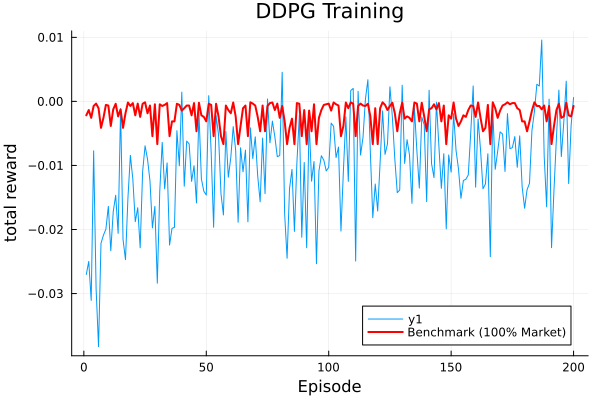 DDPG Training
total reward
0.01
0.00
−0.01
−0.02
−0.03
0
50
100
150
200
Episode
y1
Benchmark (100% Market)